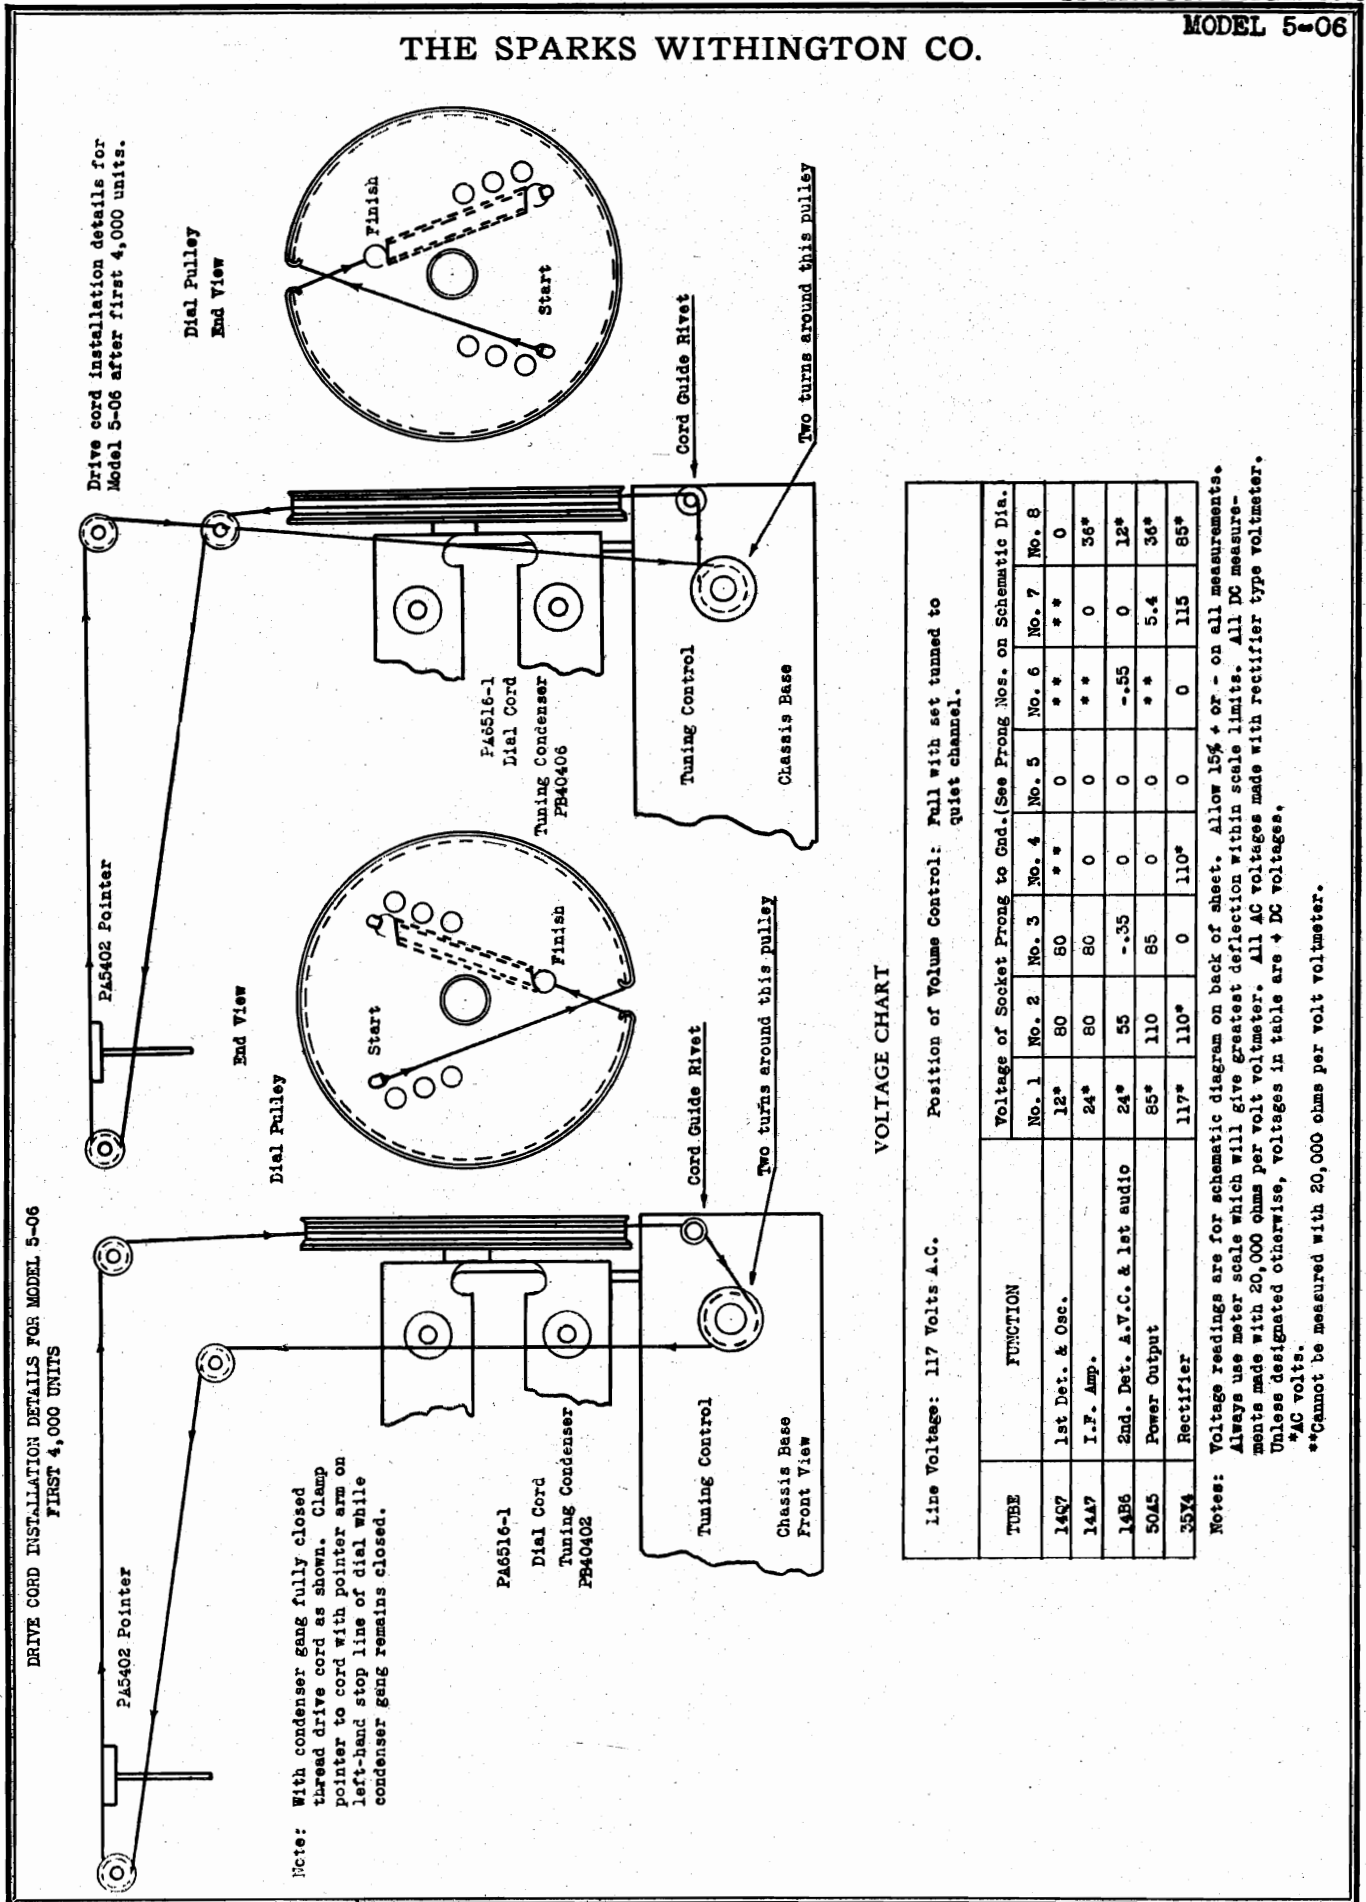 MODEL 5-06
THE SPARKS WITHINGTON CO.
DRIVE CORD INSTALLATION DETAILS FOR MODEL 5-06
FIRST 4,000 UNITS
PA5402 Pointer
Note: With condenser gang fully closed
thread drive cord as shown. Clamp
pointer to cord with pointer arm on
left-hand stop line of dial while
condenser gang remains closed.
Dial Pulley
End View
Start
Finish
PA6516-1
Dial Cord
Tuning Condenser
PB40402
Tuning Control
Chassis Base
Front View
Cord Guide Rivet
Two turns around this pulley
Drive cord installation details for
Model 5-06 after first 4,000 units.
PA5402 Pointer
Dial Pulley
End View
Finish
Start
PA6516-1
Dial Cord
Tuning Condenser
PB40406
Tuning Control
Chassis Base
Cord Guide Rivet
Two turns around this pulley
VOLTAGE CHART
Line Voltage: 117 Volts A.C. Position of Volume Control: Full with set tunned to
quiet channel.
TUBE FUNCTION Voltage of Socket Prong to Gnd.(See Prong Nos. on Schematic Dia.
No. 1 No. 2 No. 3 No. 4 No. 5 No. 6 No. 7 No. 8
14Q7 1st Det. & Osc. 12* 80 80 ** 0 ** ** 0
14A7 I.F. Amp. 24* 80 80 0 0 ** 0 36*
14B6 2nd. Det. A.V.C. & 1st audio 24* 55 -.35 0 0 -.55 0 12*
50A5 Power Output 85* 110 85 0 0 ** 5.4 36*
35Y4 Rectifier 117* 110* 0 110* 0 0 115 85*
Notes: Voltage readings are for schematic diagram on back of sheet. Allow 15% + or - on all measurements.
Always use meter scale which will give greatest deflection within scale limits. All DC measure-
ments made with 20,000 ohms per volt voltmeter. All AC voltages made with rectifier type voltmeter.
Unless designated otherwise, voltages in table are + DC voltages.
*AC volts.
**Cannot be measured with 20,000 ohms per volt voltmeter.